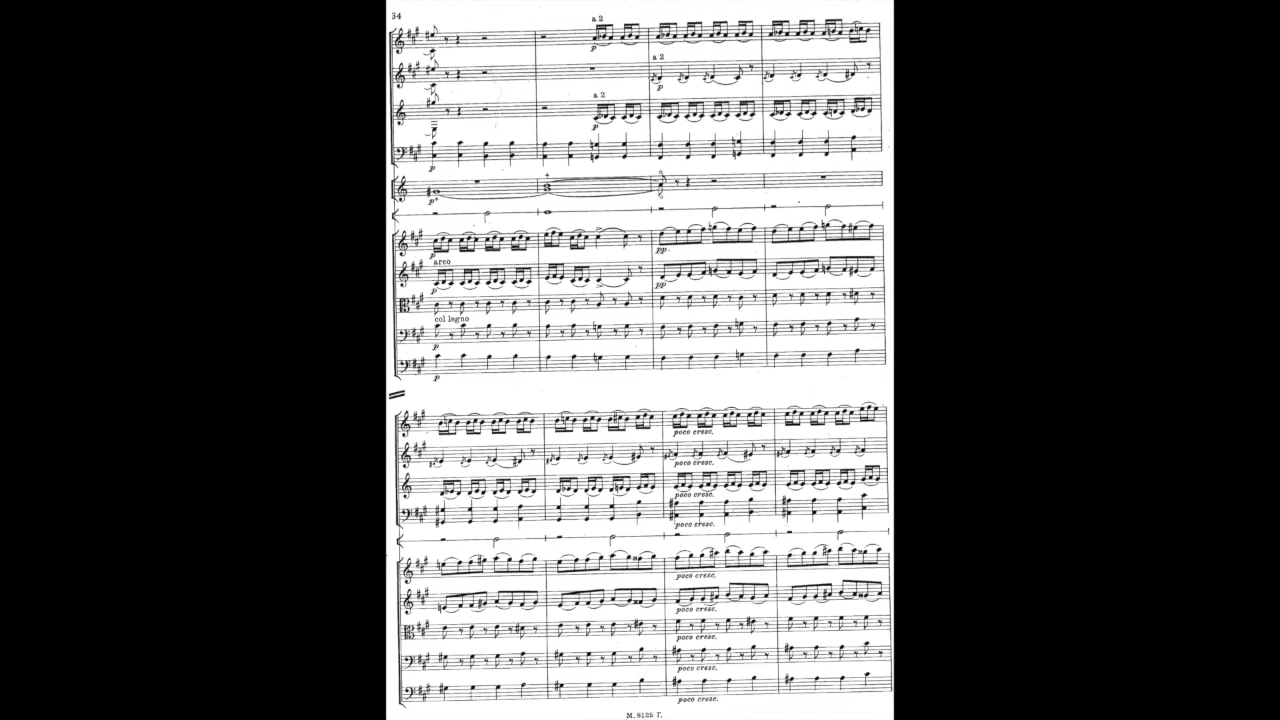 34
a 2
p
a 2
p
a 2
p
p
p+
p
pp
arco
p
pp
col legno
p
p
poco cresc.
poco cresc.
poco cresc.
poco cresc.
poco cresc.
poco cresc.
poco cresc.
poco cresc.
poco cresc.
М. 8125 Г.